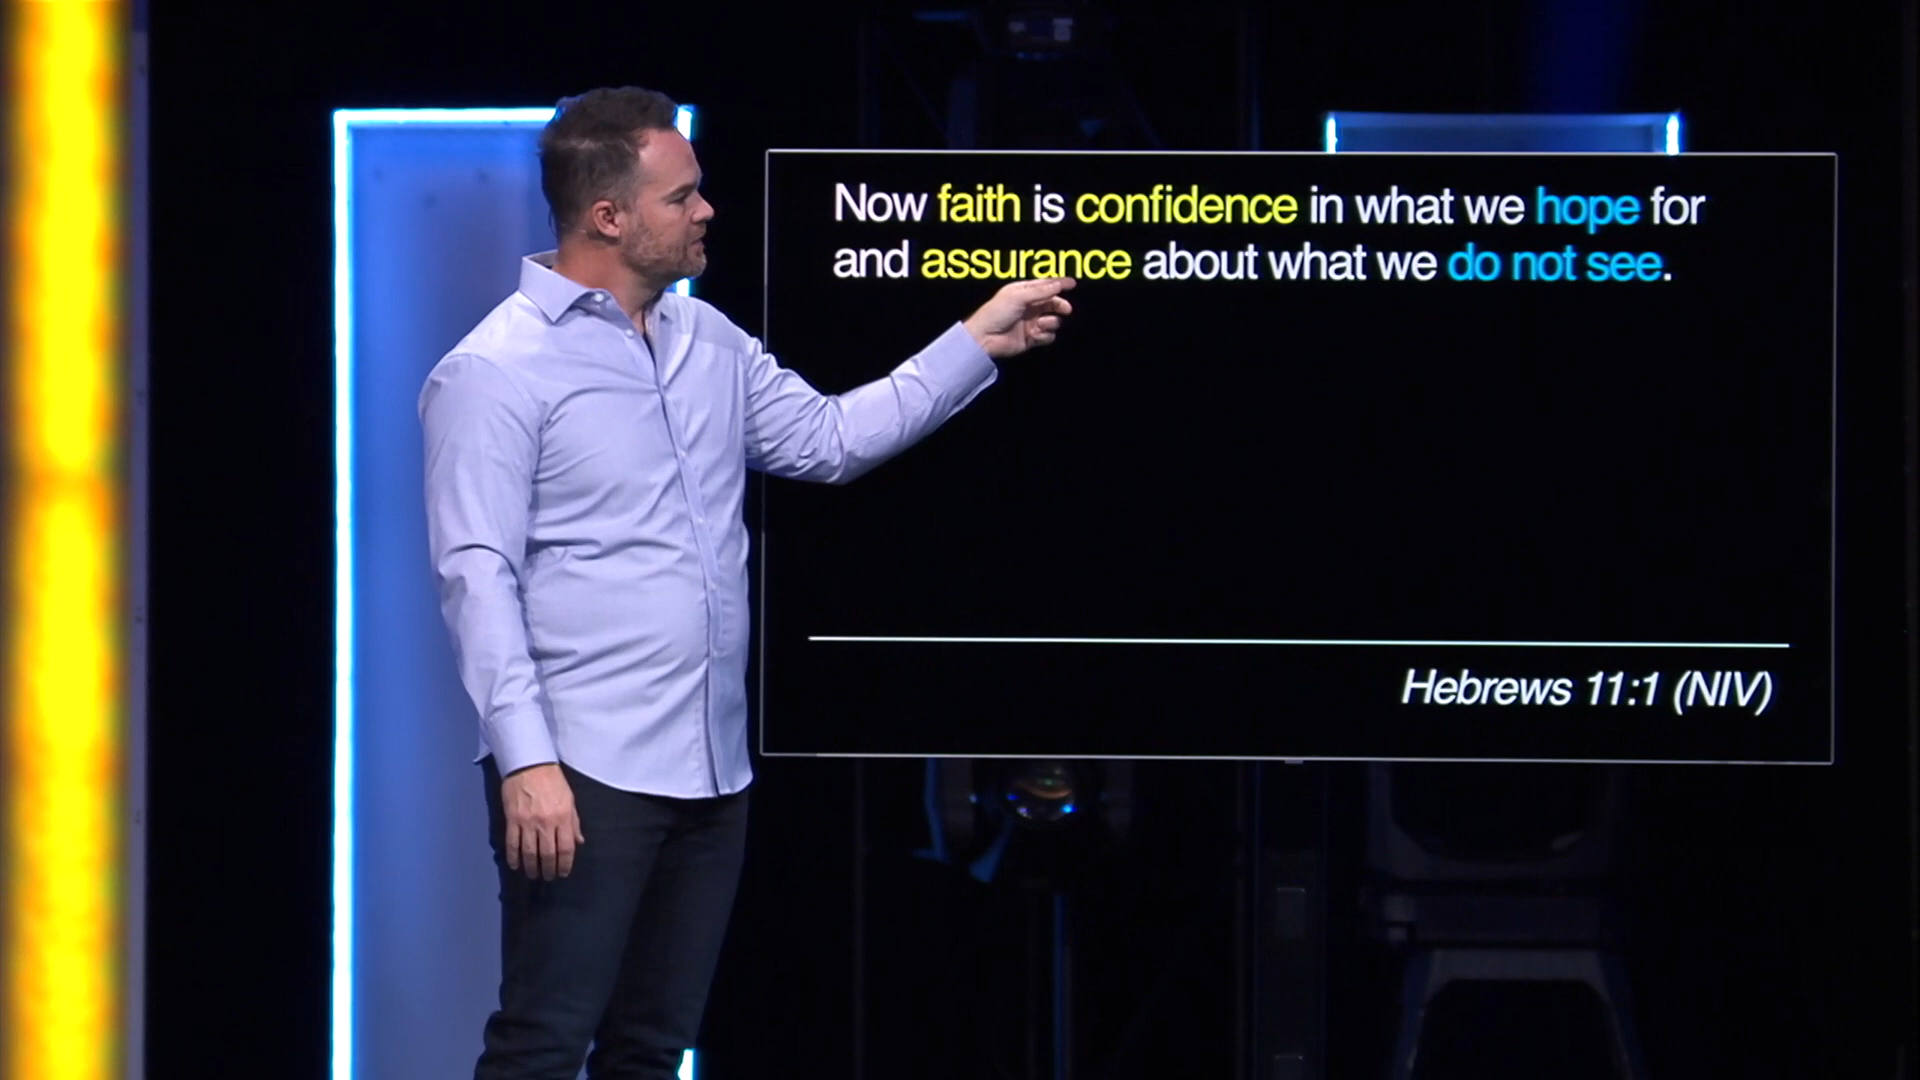 Now faith is confidence in what we hope for
and assurance about what we do not see.
Hebrews 11:1 (NIV)